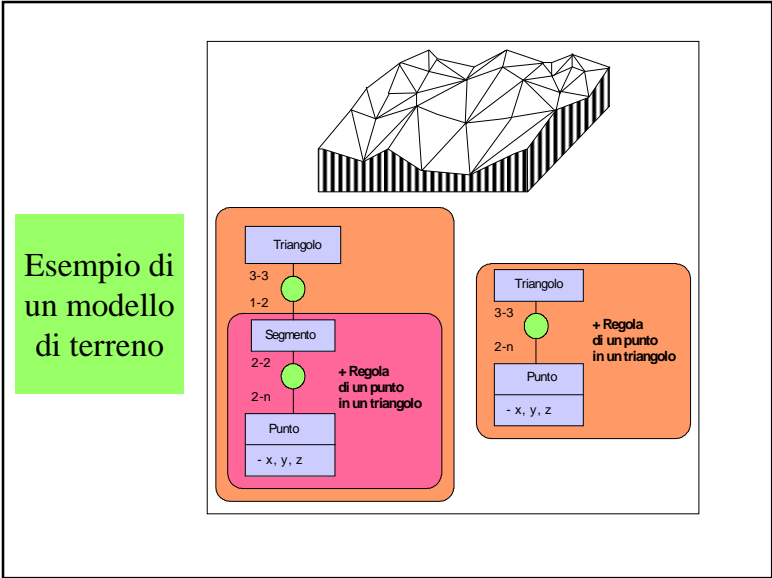 Esempio di
un modello
di terreno
Triangolo
3-3
1-2
Segmento
2-2
2-n
+ Regola
di un punto
in un triangolo
Punto
- x, y, z
Triangolo
3-3
2-n
+ Regola
di un punto
in un triangolo
Punto
- x, y, z